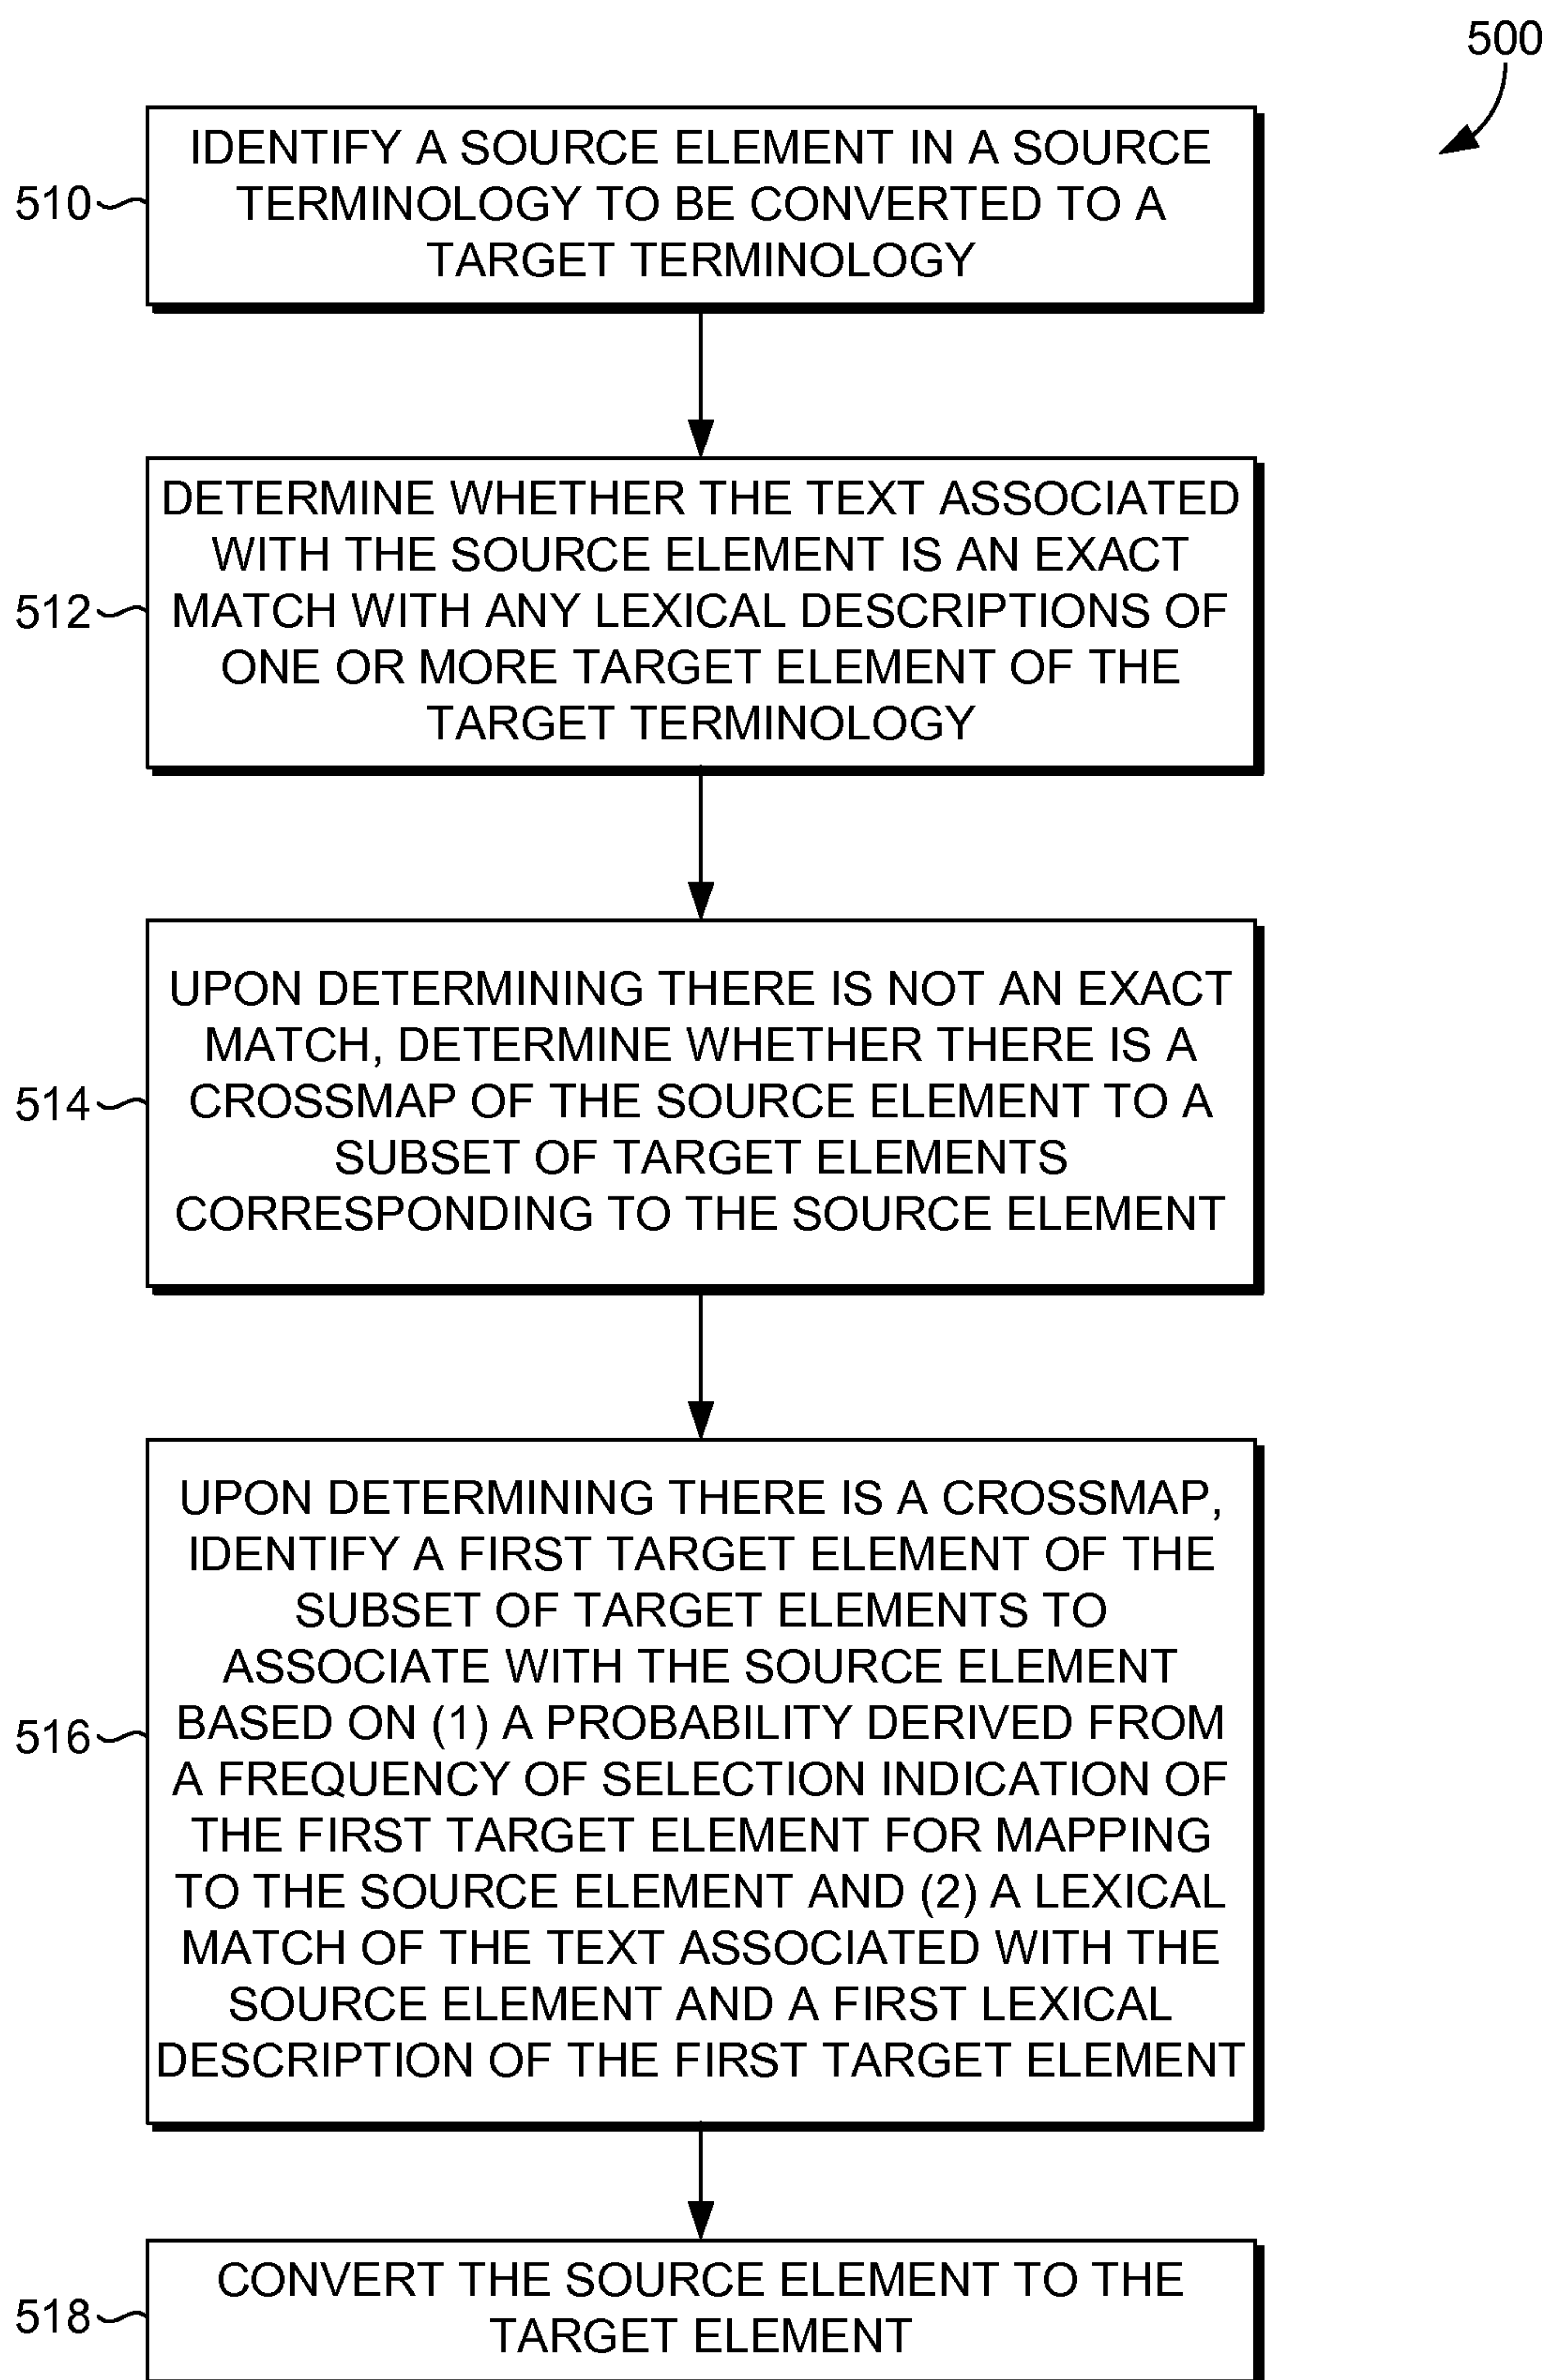 500
510
IDENTIFY A SOURCE ELEMENT IN A SOURCE
TERMINOLOGY TO BE CONVERTED TO A
TARGET TERMINOLOGY
512
DETERMINE WHETHER THE TEXT ASSOCIATED
WITH THE SOURCE ELEMENT IS AN EXACT
MATCH WITH ANY LEXICAL DESCRIPTIONS OF
ONE OR MORE TARGET ELEMENT OF THE
TARGET TERMINOLOGY
514
UPON DETERMINING THERE IS NOT AN EXACT
MATCH, DETERMINE WHETHER THERE IS A
CROSSMAP OF THE SOURCE ELEMENT TO A
SUBSET OF TARGET ELEMENTS
CORRESPONDING TO THE SOURCE ELEMENT
516
UPON DETERMINING THERE IS A CROSSMAP,
IDENTIFY A FIRST TARGET ELEMENT OF THE
SUBSET OF TARGET ELEMENTS TO
ASSOCIATE WITH THE SOURCE ELEMENT
BASED ON (1) A PROBABILITY DERIVED FROM
A FREQUENCY OF SELECTION INDICATION OF
THE FIRST TARGET ELEMENT FOR MAPPING
TO THE SOURCE ELEMENT AND (2) A LEXICAL
MATCH OF THE TEXT ASSOCIATED WITH THE
SOURCE ELEMENT AND A FIRST LEXICAL
DESCRIPTION OF THE FIRST TARGET ELEMENT
518
CONVERT THE SOURCE ELEMENT TO THE
TARGET ELEMENT